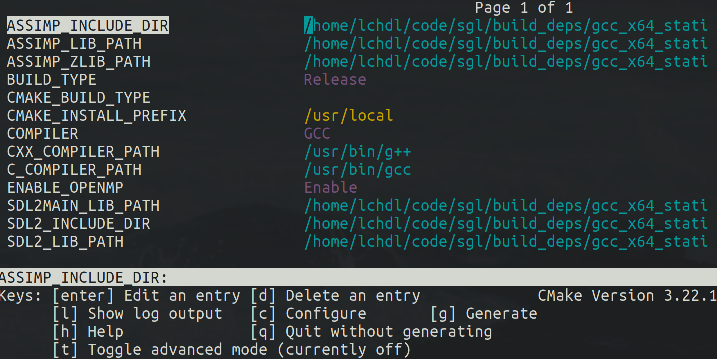 Page 1 of 1
ASSIMP_INCLUDE_DIR /home/lchdl/code/sgl/build_deps/gcc_x64_stati
ASSIMP_LIB_PATH /home/lchdl/code/sgl/build_deps/gcc_x64_stati
ASSIMP_ZLIB_PATH /home/lchdl/code/sgl/build_deps/gcc_x64_stati
BUILD_TYPE Release
CMAKE_BUILD_TYPE
CMAKE_INSTALL_PREFIX /usr/local
COMPILER GCC
CXX_COMPILER_PATH /usr/bin/g++
C_COMPILER_PATH /usr/bin/gcc
ENABLE_OPENMP Enable
SDL2MAIN_LIB_PATH /home/lchdl/code/sgl/build_deps/gcc_x64_stati
SDL2_INCLUDE_DIR /home/lchdl/code/sgl/build_deps/gcc_x64_stati
SDL2_LIB_PATH /home/lchdl/code/sgl/build_deps/gcc_x64_stati
ASSIMP_INCLUDE_DIR:
Keys: [enter] Edit an entry [d] Delete an entry CMake Version 3.22.1
[l] Show log output [c] Configure [g] Generate
[h] Help [q] Quit without generating
[t] Toggle advanced mode (currently off)